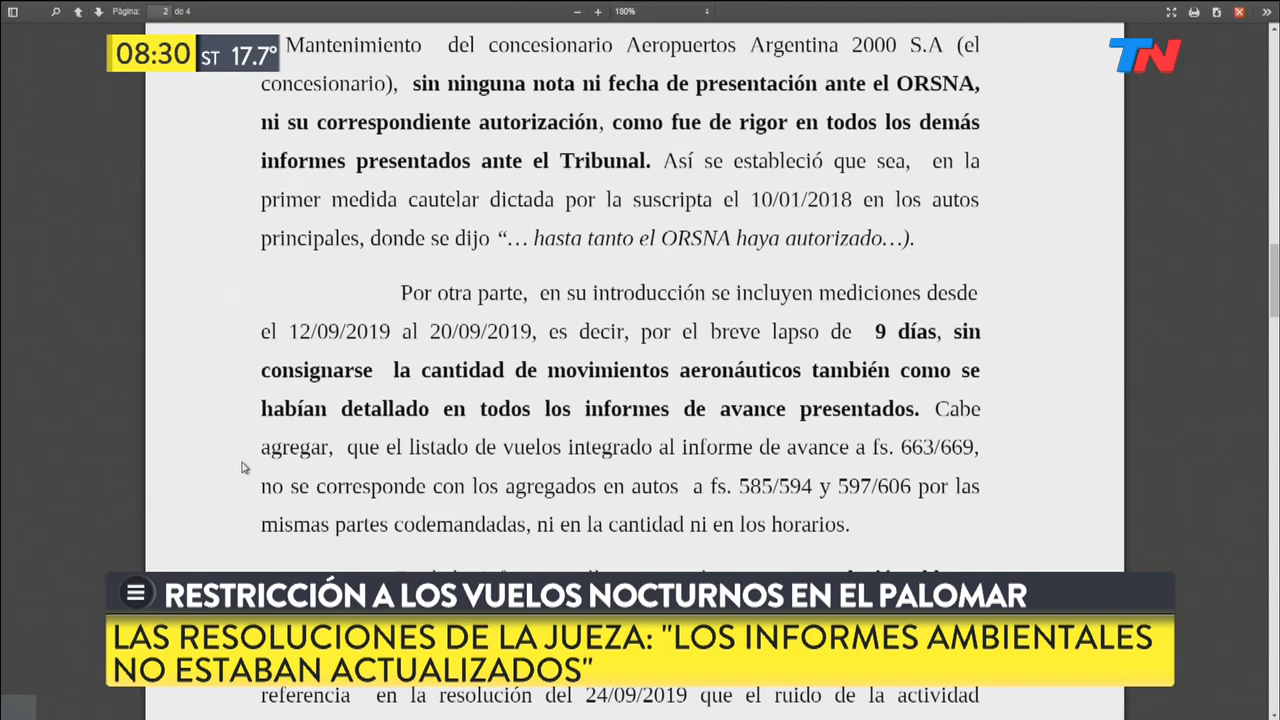 Página: 2 de 4
180%
08:30 ST 17.7°
TN
Mantenimiento del concesionario Aeropuertos Argentina 2000 S.A (el
concesionario), sin ninguna nota ni fecha de presentación ante el ORSNA,
ni su correspondiente autorización, como fue de rigor en todos los demás
informes presentados ante el Tribunal. Así se estableció que sea, en la
primer medida cautelar dictada por la suscripta el 10/01/2018 en los autos
principales, donde se dijo “… hasta tanto el ORSNA haya autorizado…).
Por otra parte, en su introducción se incluyen mediciones desde
el 12/09/2019 al 20/09/2019, es decir, por el breve lapso de 9 días, sin
consignarse la cantidad de movimientos aeronáuticos también como se
habían detallado en todos los informes de avance presentados. Cabe
agregar, que el listado de vuelos integrado al informe de avance a fs. 663/669,
no se corresponde con los agregados en autos a fs. 585/594 y 597/606 por las
mismas partes codemandadas, ni en la cantidad ni en los horarios.
RESTRICCIÓN A LOS VUELOS NOCTURNOS EN EL PALOMAR
LAS RESOLUCIONES DE LA JUEZA: "LOS INFORMES AMBIENTALES
NO ESTABAN ACTUALIZADOS"
referencia en la resolución del 24/09/2019 que el ruido de la actividad